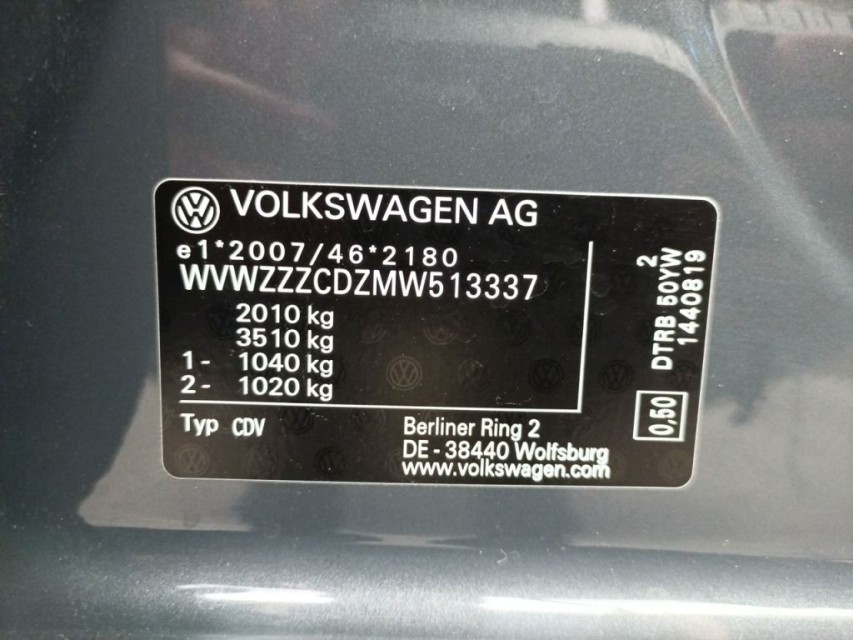 VOLKSWAGEN AG
e1*2007/46*2180
WVWZZZCDZMW513337
2010 kg
3510 kg
1- 1040 kg
2- 1020 kg
Typ CDV
Berliner Ring 2
DE-38440 Wolfsburg
www.volkswagen.com
2
DTRB 50YW
1440819
0,50